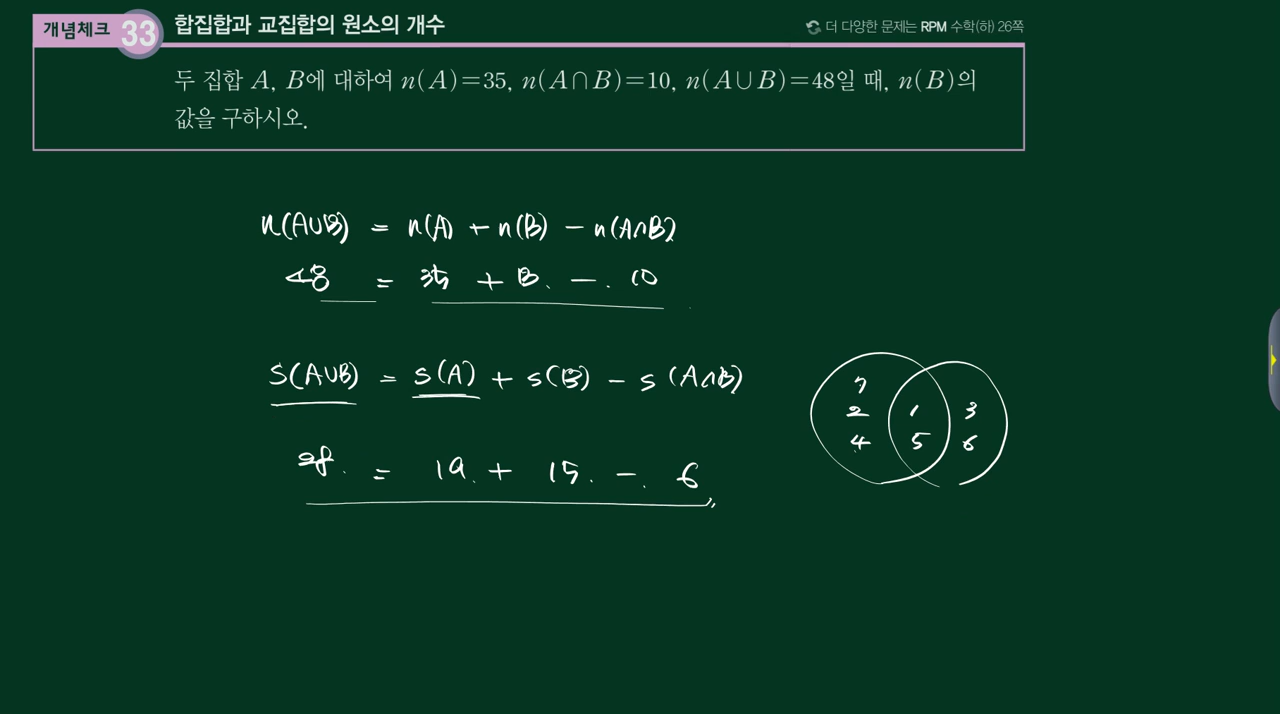 개념체크 33 합집합과 교집합의 원소의 개수
더 다양한 문제는 RPM 수학(하) 26쪽
두 집합 A, B에 대하여 n(A)=35, n(A∩B)=10, n(A∪B)=48일 때, n(B)의
값을 구하시오.
n(A∪B) = n(A) + n(B) - n(A∩B)
48 = 35 + B. - . 10
S(A∪B) = S(A) + S(B) - S(A∩B)
28. = 19. + 15. - . 6
7
2 1 3
4 5 6